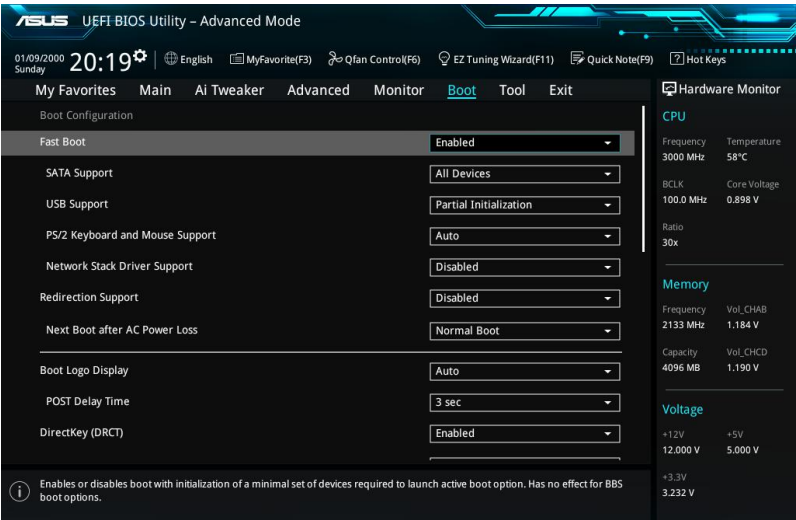 ASUS UEFI BIOS Utility – Advanced Mode
01/09/2000
Sunday
20:19
English
MyFavorite(F3)
Qfan Control(F6)
EZ Tuning Wizard(F11)
Quick Note(F9)
? Hot Keys
My Favorites Main Ai Tweaker Advanced Monitor Boot Tool Exit
Boot Configuration
Fast Boot Enabled
SATA Support All Devices
USB Support Partial Initialization
PS/2 Keyboard and Mouse Support Auto
Network Stack Driver Support Disabled
Redirection Support Disabled
Next Boot after AC Power Loss Normal Boot
Boot Logo Display Auto
POST Delay Time 3 sec
DirectKey (DRCT) Enabled
i
Enables or disables boot with initialization of a minimal set of devices required to launch active boot option. Has no effect for BBS
boot options.
Hardware Monitor
CPU
Frequency Temperature
3000 MHz 58°C
BCLK Core Voltage
100.0 MHz 0.898 V
Ratio
30x
Memory
Frequency Vol_CHAB
2133 MHz 1.184 V
Capacity Vol_CHCD
4096 MB 1.190 V
Voltage
+12V +5V
12.000 V 5.000 V
+3.3V
3.232 V